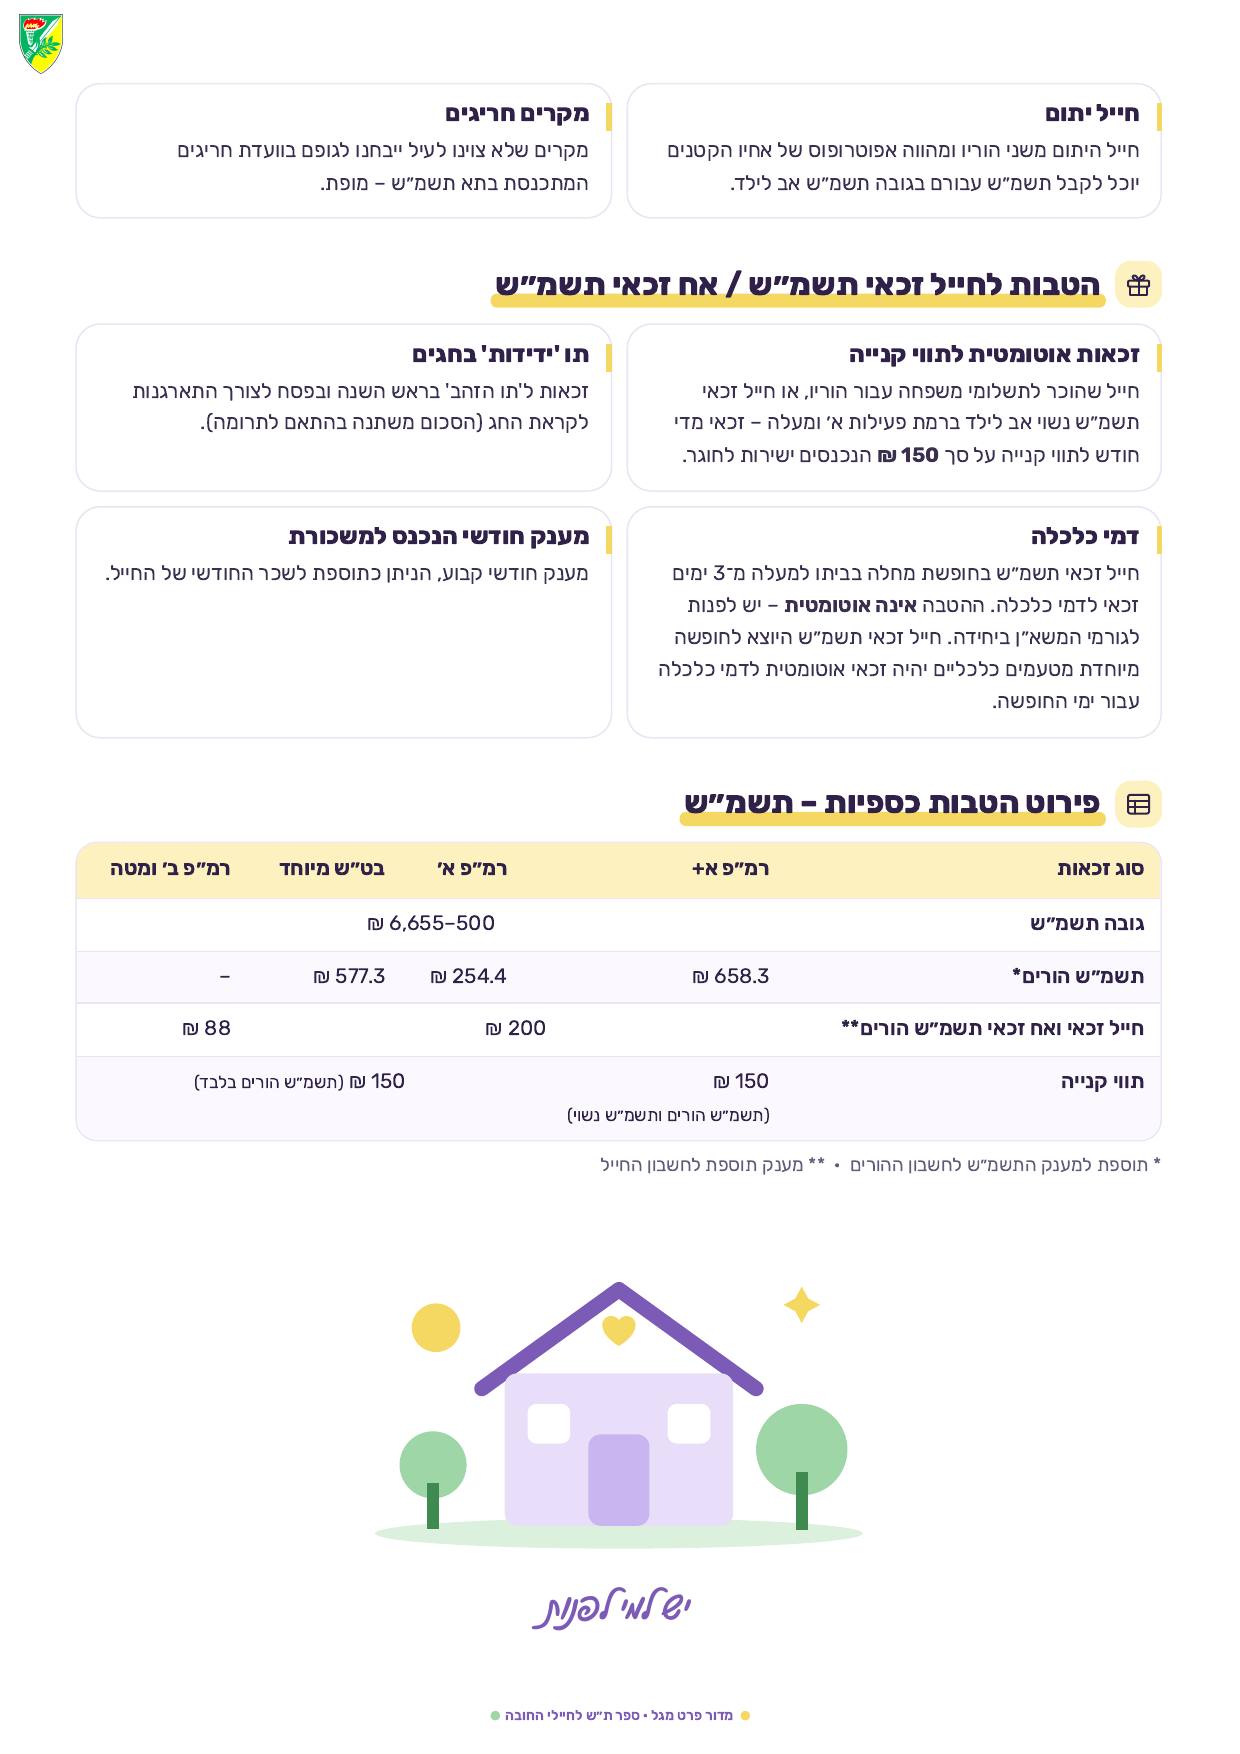 חייל יתום
חייל היתום משני הוריו ומהווה אפוטרופוס של אחיו הקטנים
יוכל לקבל תשמ״ש עבורם בגובה תשמ״ש אב לילד.
מקרים חריגים
מקרים שלא צוינו לעיל ייבחנו לגופם בוועדת חריגים
המתכנסת בתא תשמ״ש – מופת.
הטבות לחייל זכאי תשמ״ש / אח זכאי תשמ״ש
זכאות אוטומטית לתווי קנייה
חייל שהוכר לתשלומי משפחה עבור הוריו, או חייל זכאי
תשמ״ש נשוי אב לילד ברמת פעילות א׳ ומעלה – זכאי מדי
חודש לתווי קנייה על סך 150 ₪ הנכנסים ישירות לחוגר.
תו 'ידידות' בחגים
זכאות ל'תו הזהב' בראש השנה ובפסח לצורך התארגנות
לקראת החג (הסכום משתנה בהתאם לתרומה).
דמי כלכלה
חייל זכאי תשמ״ש בחופשת מחלה בביתו למעלה מ־3 ימים
זכאי לדמי כלכלה. ההטבה אינה אוטומטית – יש לפנות
לגורמי המשא״ן ביחידה. חייל זכאי תשמ״ש היוצא לחופשה
מיוחדת מטעמים כלכליים יהיה זכאי אוטומטית לדמי כלכלה
עבור ימי החופשה.
מענק חודשי הנכנס למשכורת
מענק חודשי קבוע, הניתן כתוספת לשכר החודשי של החייל.
פירוט הטבות כספיות – תשמ״ש
סוג זכאות רמ״פ א+ רמ״פ א׳ בט״ש מיוחד רמ״פ ב׳ ומטה
גובה תשמ״ש 500–6,655 ₪
תשמ״ש הורים* 658.3 ₪ 254.4 ₪ 577.3 ₪ –
חייל זכאי ואח זכאי תשמ״ש הורים** 200 ₪ 88 ₪
תווי קנייה 150 ₪ 150 ₪ (תשמ״ש הורים בלבד)
(תשמ״ש הורים ותשמ״ש נשוי)
* תוספת למענק התשמ״ש לחשבון ההורים • ** מענק תוספת לחשבון החייל
יש למי לפנות
מדור פרט מגל • ספר ת״ש לחיילי החובה